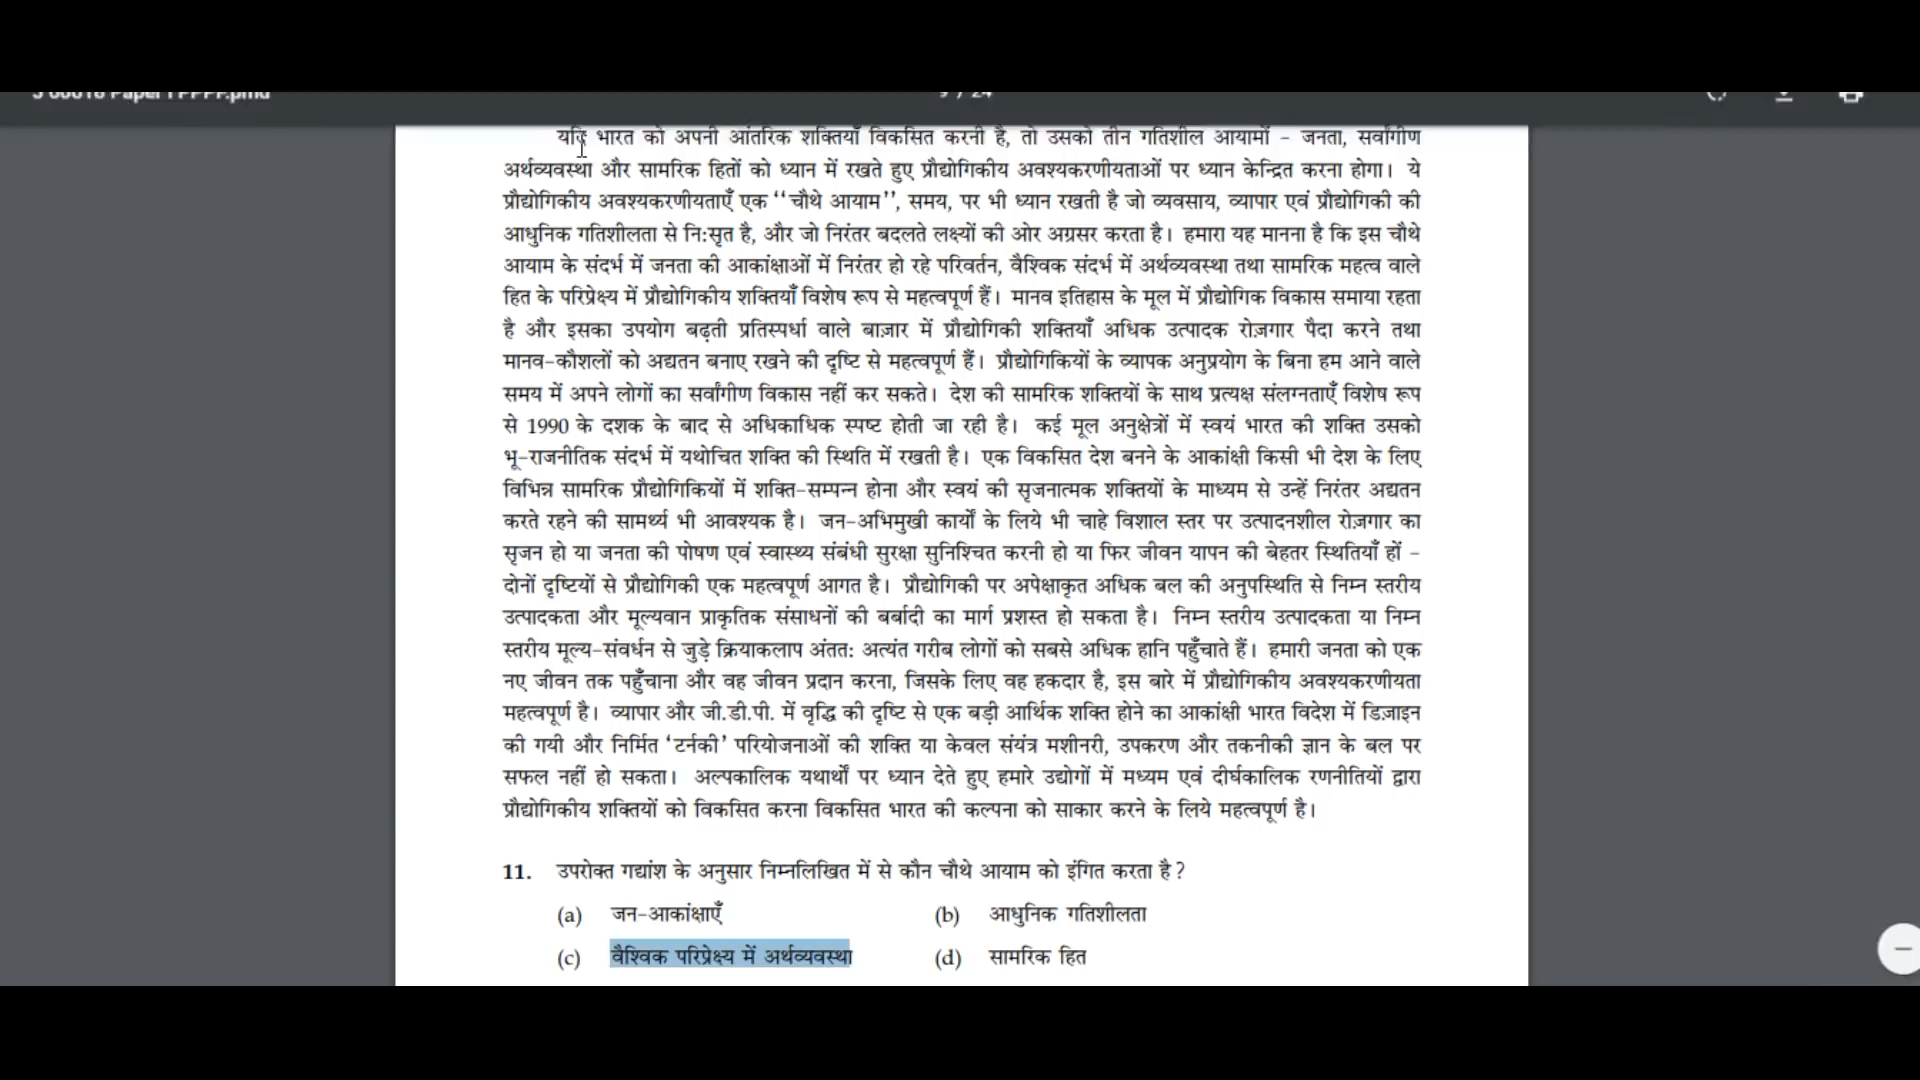 9 / 24
यदि भारत को अपनी आंतरिक शक्तियाँ विकसित करनी है, तो उसको तीन गतिशील आयामों - जनता, सर्वांगीण
अर्थव्यवस्था और सामरिक हितों को ध्यान में रखते हुए प्रौद्योगिकीय अवश्यकरणीयताओं पर ध्यान केन्द्रित करना होगा। ये
प्रौद्योगिकीय अवश्यकरणीयताएँ एक ‘‘चौथे आयाम’’, समय, पर भी ध्यान रखती है जो व्यवसाय, व्यापार एवं प्रौद्योगिकी की
आधुनिक गतिशीलता से नि:सृत है, और जो निरंतर बदलते लक्ष्यों की ओर अग्रसर करता है। हमारा यह मानना है कि इस चौथे
आयाम के संदर्भ में जनता की आकांक्षाओं में निरंतर हो रहे परिवर्तन, वैश्विक संदर्भ में अर्थव्यवस्था तथा सामरिक महत्व वाले
हित के परिप्रेक्ष्य में प्रौद्योगिकीय शक्तियाँ विशेष रूप से महत्वपूर्ण हैं। मानव इतिहास के मूल में प्रौद्योगिक विकास समाया रहता
है और इसका उपयोग बढ़ती प्रतिस्पर्धा वाले बाज़ार में प्रौद्योगिकी शक्तियाँ अधिक उत्पादक रोज़गार पैदा करने तथा
मानव-कौशलों को अद्यतन बनाए रखने की दृष्टि से महत्वपूर्ण हैं। प्रौद्योगिकियों के व्यापक अनुप्रयोग के बिना हम आने वाले
समय में अपने लोगों का सर्वांगीण विकास नहीं कर सकते। देश की सामरिक शक्तियों के साथ प्रत्यक्ष संलग्नताएँ विशेष रूप
से 1990 के दशक के बाद से अधिकाधिक स्पष्ट होती जा रही है। कई मूल अनुक्षेत्रों में स्वयं भारत की शक्ति उसको
भू-राजनीतिक संदर्भ में यथोचित शक्ति की स्थिति में रखती है। एक विकसित देश बनने के आकांक्षी किसी भी देश के लिए
विभिन्न सामरिक प्रौद्योगिकियों में शक्ति-सम्पन्न होना और स्वयं की सृजनात्मक शक्तियों के माध्यम से उन्हें निरंतर अद्यतन
करते रहने की सामर्थ्य भी आवश्यक है। जन-अभिमुखी कार्यों के लिये भी चाहे विशाल स्तर पर उत्पादनशील रोज़गार का
सृजन हो या जनता की पोषण एवं स्वास्थ्य संबंधी सुरक्षा सुनिश्चित करनी हो या फिर जीवन यापन की बेहतर स्थितियाँ हों -
दोनों दृष्टियों से प्रौद्योगिकी एक महत्वपूर्ण आगत है। प्रौद्योगिकी पर अपेक्षाकृत अधिक बल की अनुपस्थिति से निम्न स्तरीय
उत्पादकता और मूल्यवान प्राकृतिक संसाधनों की बर्बादी का मार्ग प्रशस्त हो सकता है। निम्न स्तरीय उत्पादकता या निम्न
स्तरीय मूल्य-संवर्धन से जुड़े क्रियाकलाप अंतत: अत्यंत गरीब लोगों को सबसे अधिक हानि पहुँचाते हैं। हमारी जनता को एक
नए जीवन तक पहुँचाना और वह जीवन प्रदान करना, जिसके लिए वह हकदार है, इस बारे में प्रौद्योगिकीय अवश्यकरणीयता
महत्वपूर्ण है। व्यापार और जी.डी.पी. में वृद्धि की दृष्टि से एक बड़ी आर्थिक शक्ति होने का आकांक्षी भारत विदेश में डिज़ाइन
की गयी और निर्मित ‘टर्नकी’ परियोजनाओं की शक्ति या केवल संयंत्र मशीनरी, उपकरण और तकनीकी ज्ञान के बल पर
सफल नहीं हो सकता। अल्पकालिक यथार्थों पर ध्यान देते हुए हमारे उद्योगों में मध्यम एवं दीर्घकालिक रणनीतियों द्वारा
प्रौद्योगिकीय शक्तियों को विकसित करना विकसित भारत की कल्पना को साकार करने के लिये महत्वपूर्ण है।
11. उपरोक्त गद्यांश के अनुसार निम्नलिखित में से कौन चौथे आयाम को इंगित करता है?
(a) जन-आकांक्षाएँ (b) आधुनिक गतिशीलता
(c) वैश्विक परिप्रेक्ष्य में अर्थव्यवस्था (d) सामरिक हित